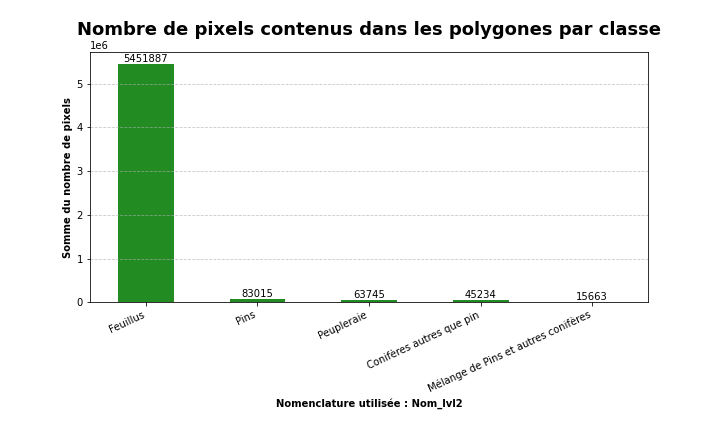 Nombre de pixels contenus dans les polygones par classe
1e6
5451887
5
4
3
2
1
0
Somme du nombre de pixels
83015
63745
45234
15663
Feuillus
Pins
Peupleraie
Conifères autres que pin
Mélange de Pins et autres conifères
Nomenclature utilisée : Nom_lvl2